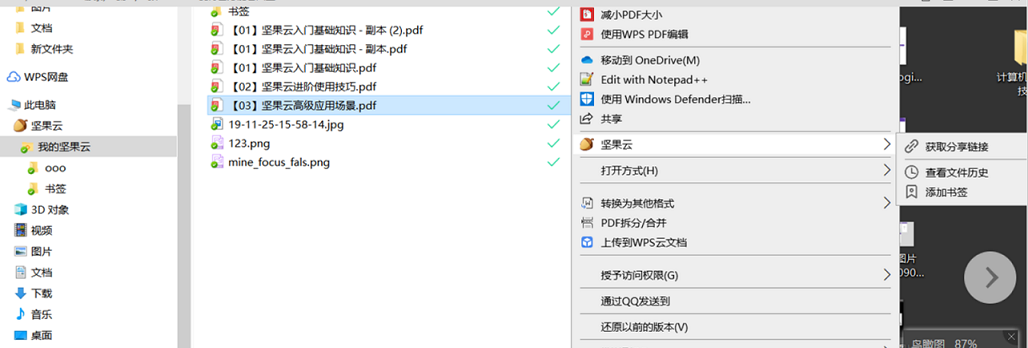 图片
文档
新文件夹
WPS网盘
此电脑
坚果云
我的坚果云
ooo
书签
3D 对象
视频
图片
文档
下载
音乐
桌面
书签
【01】坚果云入门基础知识 - 副本 (2).pdf
【01】坚果云入门基础知识 - 副本.pdf
【01】坚果云入门基础知识.pdf
【02】坚果云进阶使用技巧.pdf
【03】坚果云高级应用场景.pdf
19-11-25-15-58-14.jpg
123.png
mine_focus_fals.png
减小PDF大小
使用WPS PDF编辑
移动到 OneDrive(M)
Edit with Notepad++
使用 Windows Defender扫描...
共享
坚果云
打开方式(H)
转换为其他格式
PDF拆分/合并
上传到WPS云文档
授予访问权限(G)
通过QQ发送到
还原以前的版本(V)
获取分享链接
查看文件历史
添加书签
ogi...
计算机
技
图片
090...
鸟瞰图 87%